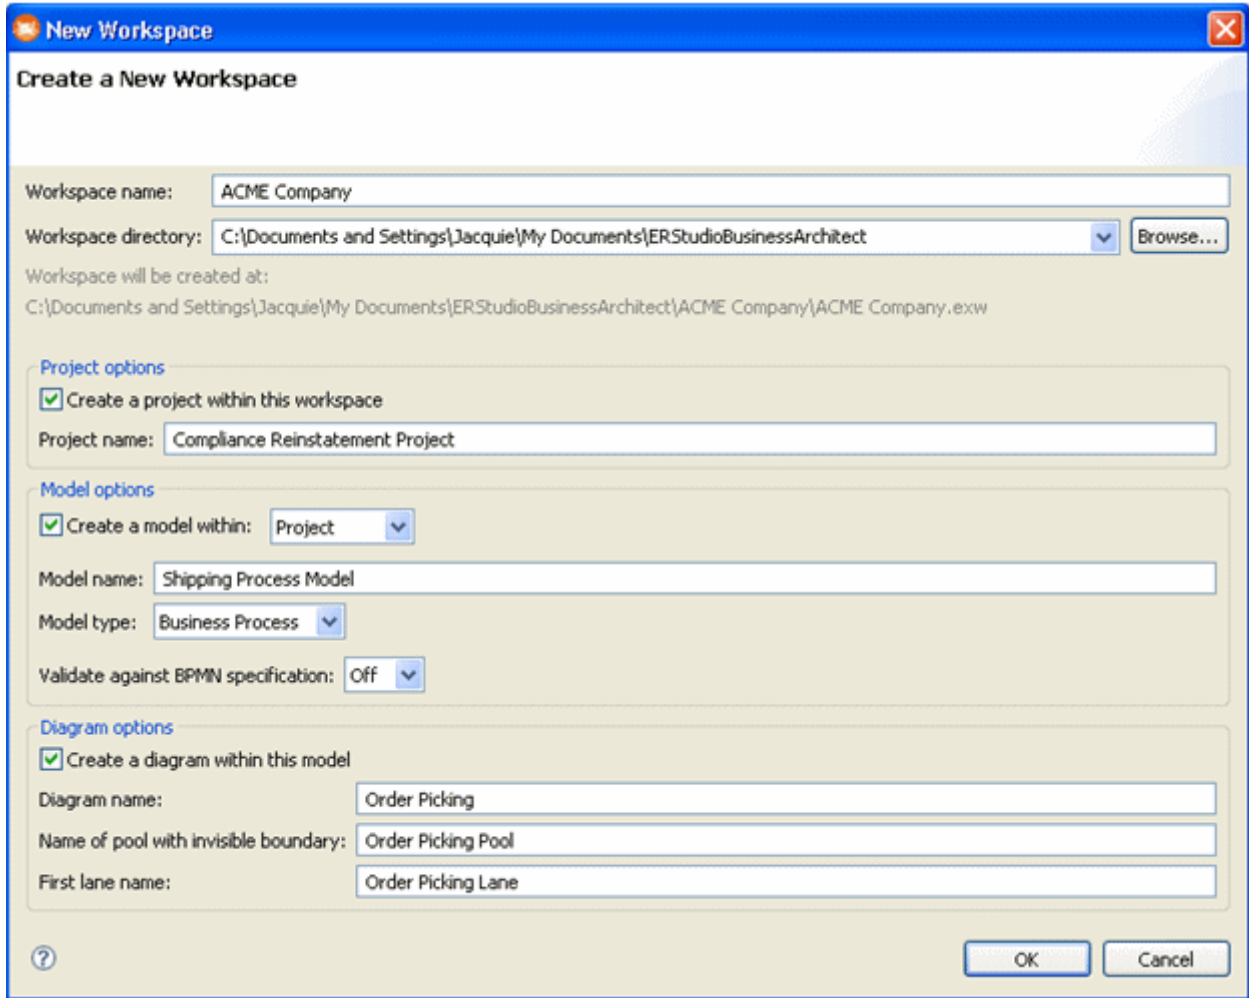 New Workspace
Create a New Workspace
Workspace name: ACME Company
Workspace directory: C:\Documents and Settings\Jacquie\My Documents\ERStudioBusinessArchitect Browse...
Workspace will be created at:
C:\Documents and Settings\Jacquie\My Documents\ERStudioBusinessArchitect\ACME Company\ACME Company.exw
Project options
Create a project within this workspace
Project name: Compliance Reinstatement Project
Model options
Create a model within: Project
Model name: Shipping Process Model
Model type: Business Process
Validate against BPMN specification: Off
Diagram options
Create a diagram within this model
Diagram name: Order Picking
Name of pool with invisible boundary: Order Picking Pool
First lane name: Order Picking Lane
? OK Cancel